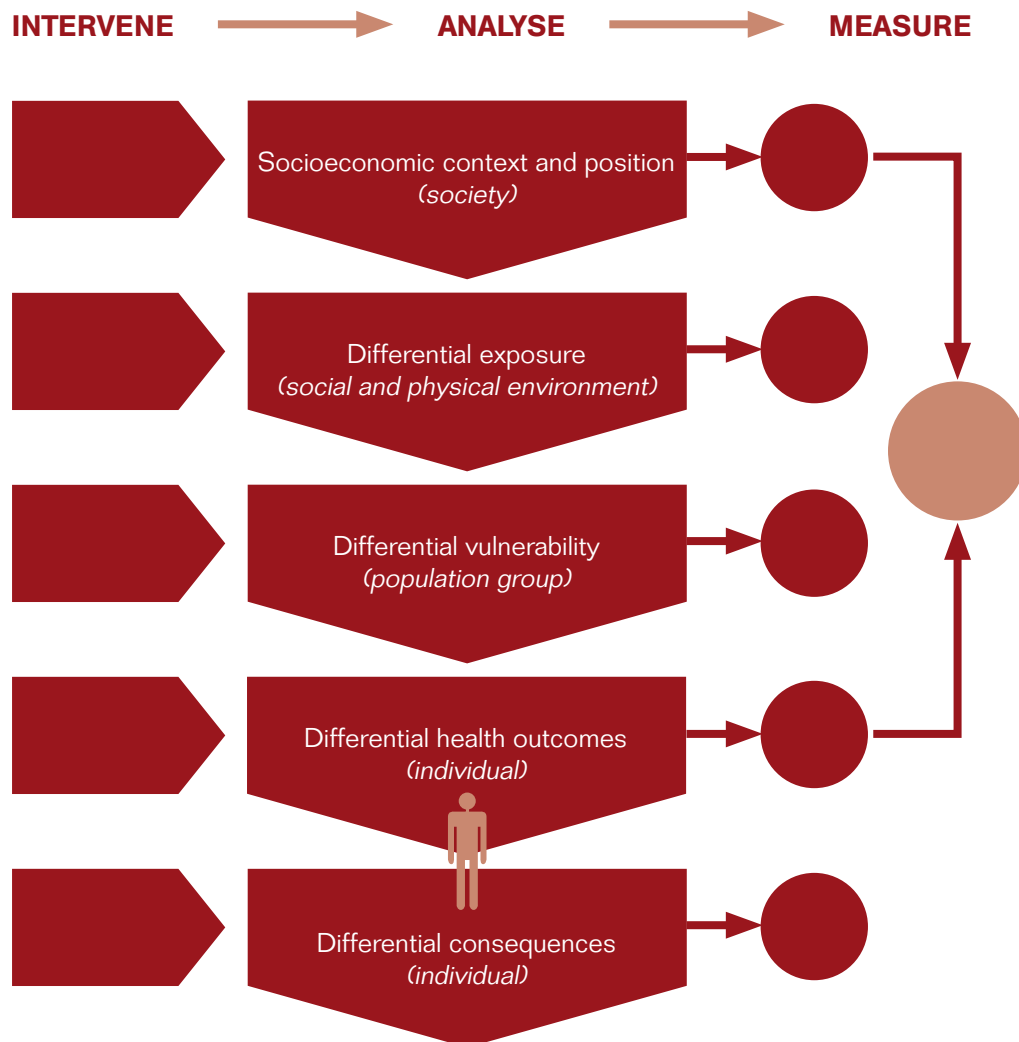 INTERVENE ANALYSE MEASURE
Socioeconomic context and position
(society)
Differential exposure
(social and physical environment)
Differential vulnerability
(population group)
Differential health outcomes
(individual)
Differential consequences
(individual)